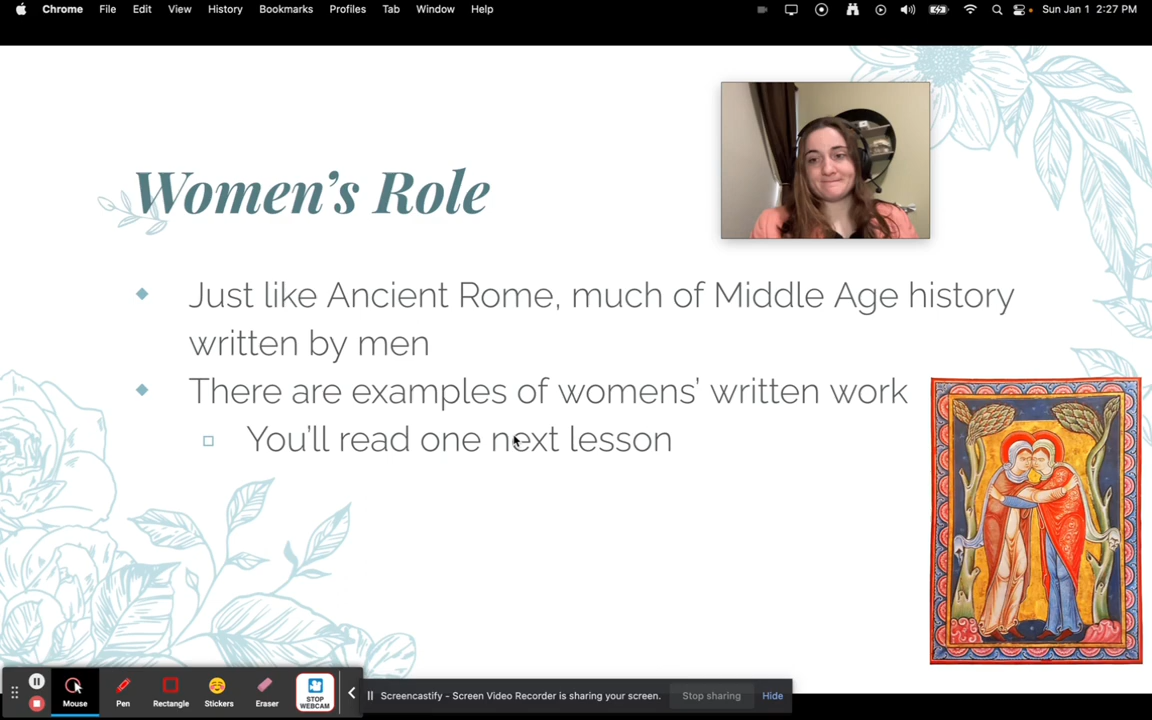 Chrome File Edit View History Bookmarks Profiles Tab Window Help Sun Jan 1 2:27 PM
Women's Role
Just like Ancient Rome, much of Middle Age history
written by men
There are examples of womens' written work
You'll read one next lesson
Mouse Pen Rectangle Stickers Eraser STOP
WEBCAM
Screencastify - Screen Video Recorder is sharing your screen. Stop sharing Hide